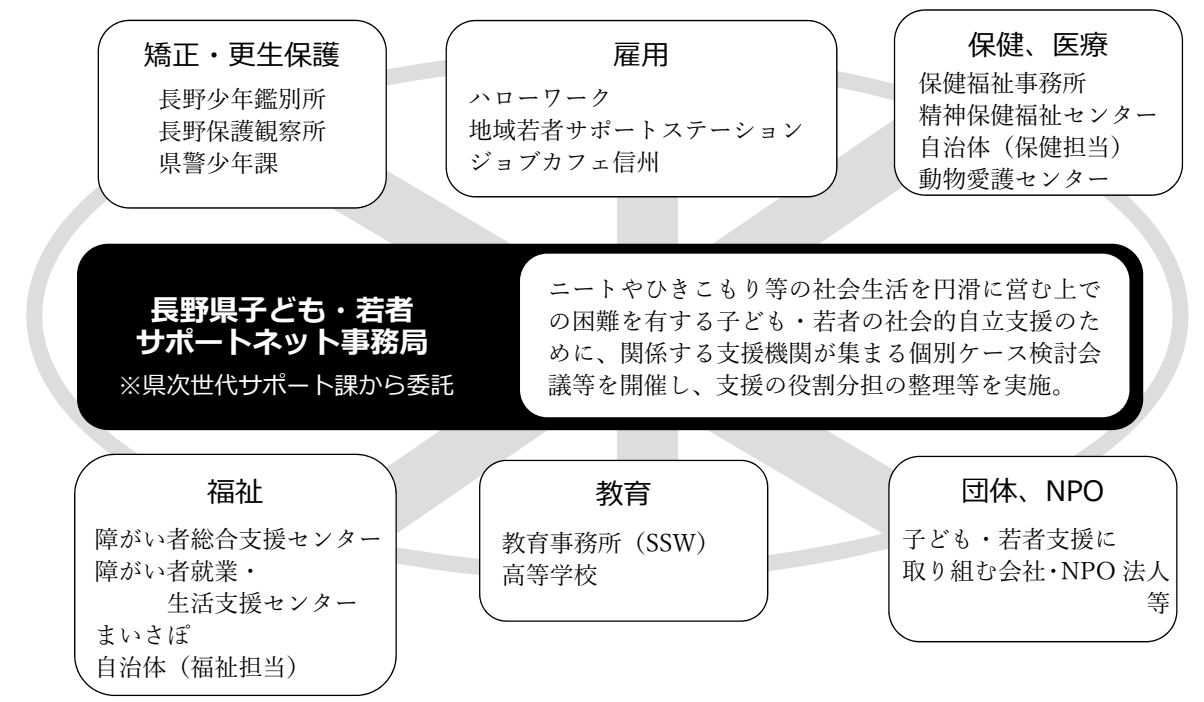 矯正・更生保護
長野少年鑑別所
長野保護観察所
県警少年課
雇用
ハローワーク
地域若者サポートステーション
ジョブカフェ信州
保健、医療
保健福祉事務所
精神保健福祉センター
自治体（保健担当）
動物愛護センター
長野県子ども・若者
サポートネット事務局
※県次世代サポート課から委託
ニートやひきこもり等の社会生活を円滑に営む上で
の困難を有する子ども・若者の社会的自立支援のた
めに、関係する支援機関が集まる個別ケース検討会
議等を開催し、支援の役割分担の整理等を実施。
福祉
障がい者総合支援センター
障がい者就業・
生活支援センター
まいさぽ
自治体（福祉担当）
教育
教育事務所（SSW）
高等学校
団体、NPO
子ども・若者支援に
取り組む会社・NPO 法人
等